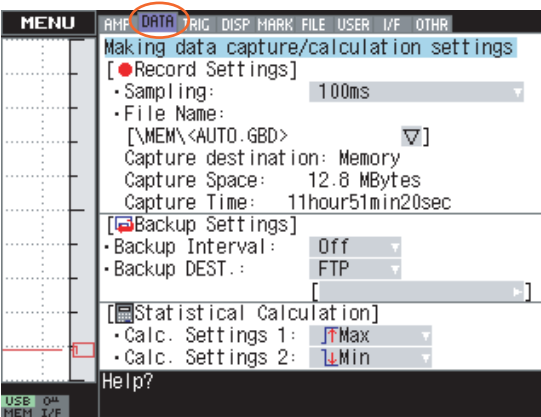 MENU
AMP DATA TRIG DISP MARK FILE USER I/F OTHR
Making data capture/calculation settings
[●Record Settings]
・Sampling: 100ms
・File Name:
[\MEM\<AUTO.GBD> ▽]
Capture destination: Memory
Capture Space: 12.8 MBytes
Capture Time: 11hour51min20sec
[Backup Settings]
・Backup Interval: Off
・Backup DEST.: FTP
[ ]
[Statistical Calculation]
・Calc. Settings 1: Max
・Calc. Settings 2: Min
Help?
USB
MEM I/F